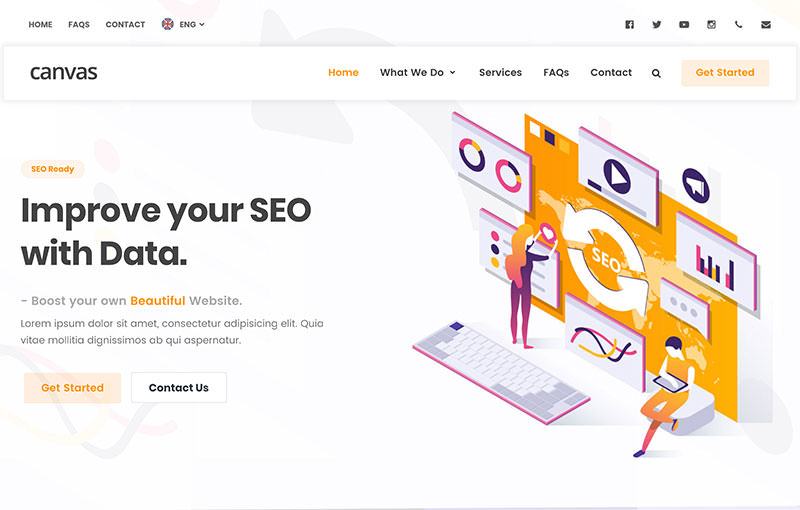 HOME FAQS CONTACT ENG
canvas
Home What We Do Services FAQs Contact Get Started
SEO Ready
Improve your SEO
with Data.
- Boost your own Beautiful Website.
Lorem ipsum dolor sit amet, consectetur adipisicing elit. Quia
vitae mollitia dignissimos ab qui aspernatur.
Get Started Contact Us
SEO